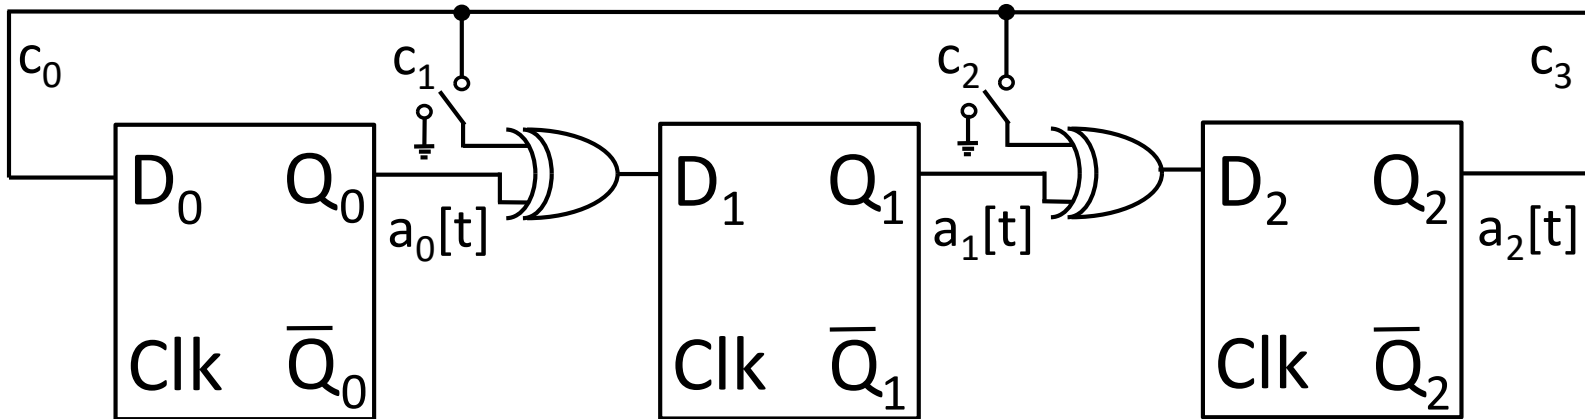 c₀ c₁ c₂ c₃
D₀ Q₀ D₁ Q₁ D₂ Q₂
a₀[t] a₁[t] a₂[t]
Clk Q̅₀ Clk Q̅₁ Clk Q̅₂